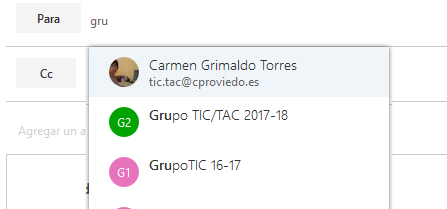 Para
gru
Carmen Grimaldo Torres
tic.tac@cproviedo.es
Cc
G2
Grupo TIC/TAC 2017-18
Agregar un a
G1
GrupoTIC 16-17